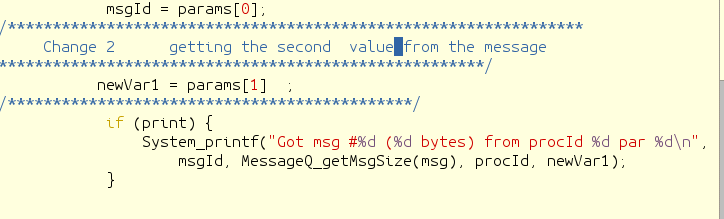 msgId = params[0];
/****************************************************************
Change 2 getting the second value from the message
******************************************************/
newVar1 = params[1] ;
/*********************************************/
if (print) {
System_printf("Got msg #%d (%d bytes) from procId %d par %d\n",
msgId, MessageQ_getMsgSize(msg), procId, newVar1);
}